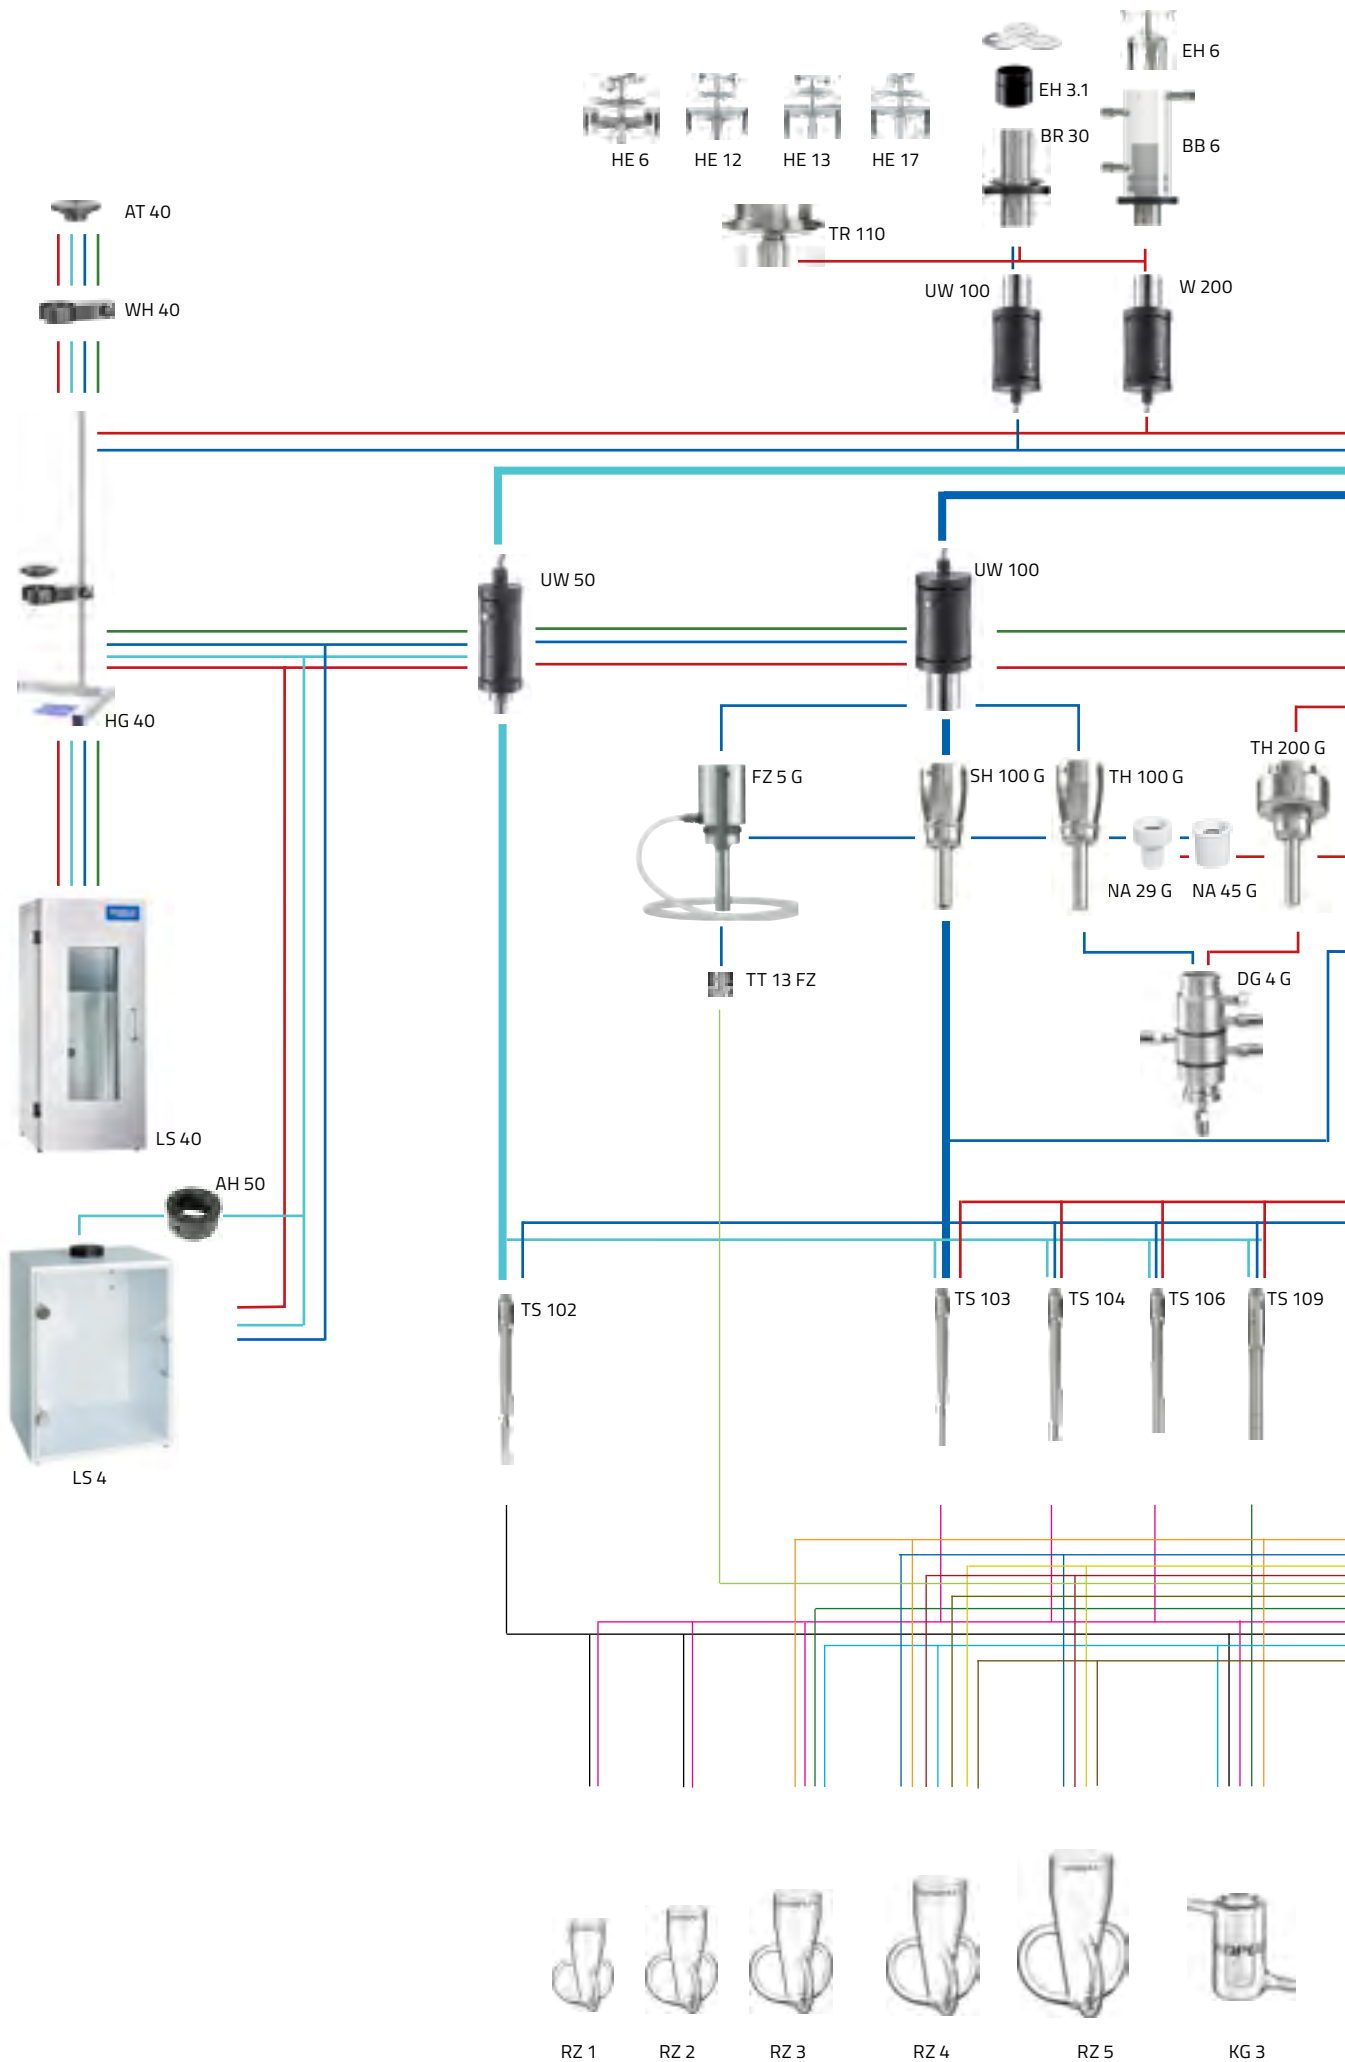 EH 6
EH 3.1
BR 30
BB 6
HE 6
HE 12
HE 13
HE 17
AT 40
TR 110
UW 100
W 200
WH 40
UW 50
UW 100
HG 40
TH 200 G
FZ 5 G
SH 100 G
TH 100 G
NA 29 G
NA 45 G
TT 13 FZ
DG 4 G
LS 40
AH 50
TS 102
TS 103
TS 104
TS 106
TS 109
LS 4
RZ 1
RZ 2
RZ 3
RZ 4
RZ 5
KG 3